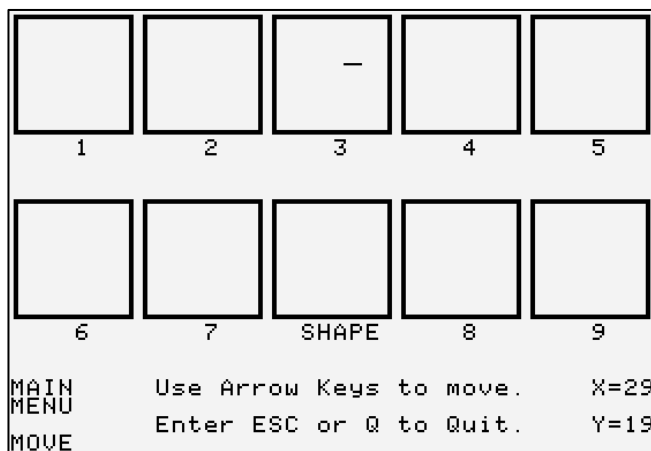 1 2 3 4 5
6 7 SHAPE 8 9
MAIN Use Arrow Keys to move. X=29
MENU
Enter ESC or Q to Quit. Y=19
MOVE